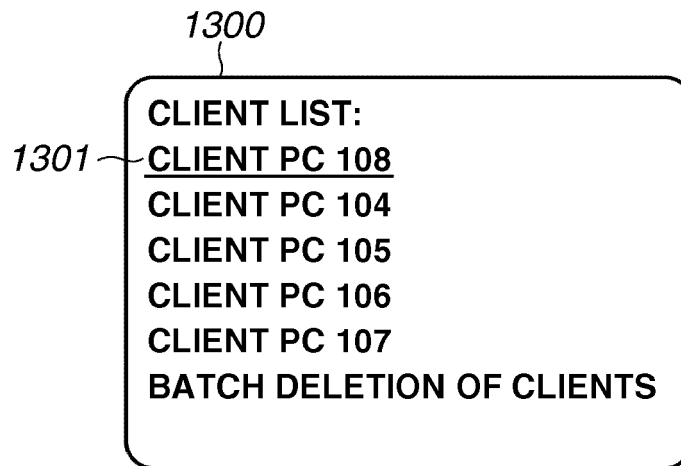 1300
CLIENT LIST:
1301 CLIENT PC 108
CLIENT PC 104
CLIENT PC 105
CLIENT PC 106
CLIENT PC 107
BATCH DELETION OF CLIENTS